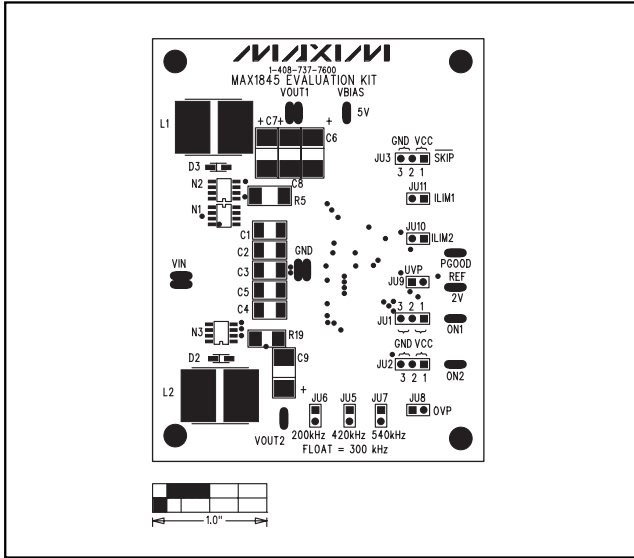 MAXIM
1-408-737-7600
MAX1845 EVALUATION KIT
VOUT1 VBIAS
5V
L1
+ C7 + + C6
GND VCC
JU3 SKIP
3 2 1
D3
C8
N2
R5
JU11
ILIM1
N1
C1
JU10
ILIM2
C2
GND
PGOOD
VIN
C3
UVP
REF
JU9
C5
2V
3 2 1
C4
JU1
ON1
N3
R19
GND VCC
D2
C9
JU2
3 2 1
ON2
L2
+
JU6 JU5 JU7 JU8
OVP
VOUT2
200kHz 420kHz 540kHz
FLOAT = 300 kHz
1.0"